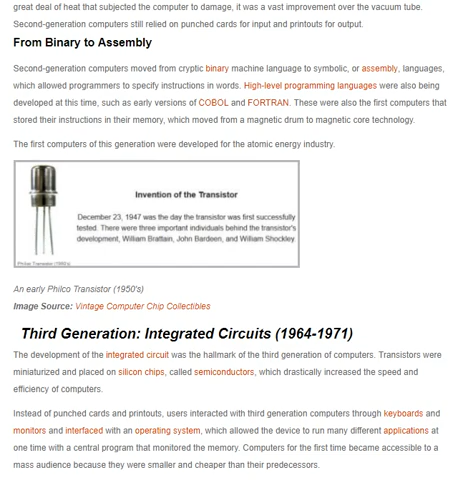 great deal of heat that subjected the computer to damage, it was a vast improvement over the vacuum tube.
Second-generation computers still relied on punched cards for input and printouts for output.
From Binary to Assembly
Second-generation computers moved from cryptic binary machine language to symbolic, or assembly, languages,
which allowed programmers to specify instructions in words. High-level programming languages were also being
developed at this time, such as early versions of COBOL and FORTRAN. These were also the first computers that
stored their instructions in their memory, which moved from a magnetic drum to magnetic core technology.
The first computers of this generation were developed for the atomic energy industry.
Invention of the Transistor
December 23, 1947 was the day the transistor was first successfully
tested. There were three important individuals behind the transistor's
development, William Brattain, John Bardeen, and William Shockley.
Philco Transistor (1950's)
An early Philco Transistor (1950's)
Image Source: Vintage Computer Chip Collectibles
Third Generation: Integrated Circuits (1964-1971)
The development of the integrated circuit was the hallmark of the third generation of computers. Transistors were
miniaturized and placed on silicon chips, called semiconductors, which drastically increased the speed and
efficiency of computers.
Instead of punched cards and printouts, users interacted with third generation computers through keyboards and
monitors and interfaced with an operating system, which allowed the device to run many different applications at
one time with a central program that monitored the memory. Computers for the first time became accessible to a
mass audience because they were smaller and cheaper than their predecessors.